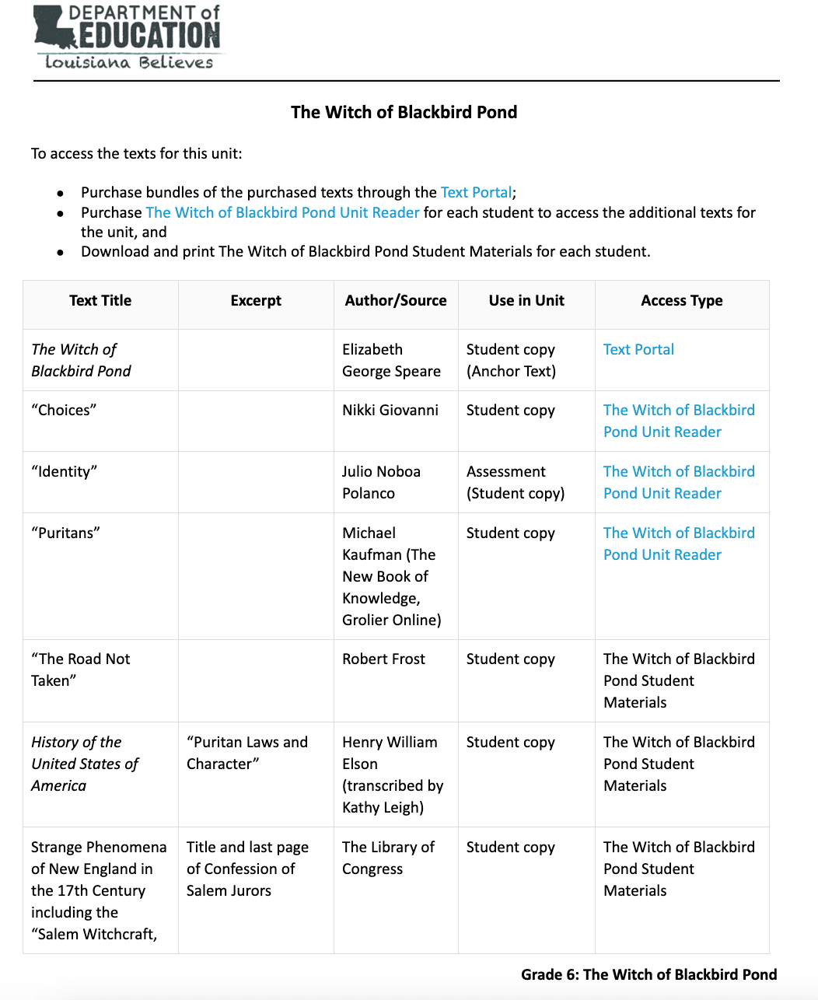 DEPARTMENT of
EDUCATION
Louisiana Believes
The Witch of Blackbird Pond
To access the texts for this unit:
● Purchase bundles of the purchased texts through the Text Portal;
● Purchase The Witch of Blackbird Pond Unit Reader for each student to access the additional texts for
the unit, and
● Download and print The Witch of Blackbird Pond Student Materials for each student.
Text Title Excerpt Author/Source Use in Unit Access Type
The Witch of Elizabeth Student copy Text Portal
Blackbird Pond George Speare (Anchor Text)
“Choices” Nikki Giovanni Student copy The Witch of Blackbird
Pond Unit Reader
“Identity” Julio Noboa Assessment The Witch of Blackbird
Polanco (Student copy) Pond Unit Reader
“Puritans” Michael Student copy The Witch of Blackbird
Kaufman (The Pond Unit Reader
New Book of
Knowledge,
Grolier Online)
“The Road Not Robert Frost Student copy The Witch of Blackbird
Taken” Pond Student
Materials
History of the “Puritan Laws and Henry William Student copy The Witch of Blackbird
United States of Character” Elson Pond Student
America (transcribed by Materials
Kathy Leigh)
Strange Phenomena Title and last page The Library of Student copy The Witch of Blackbird
of New England in of Confession of Congress Pond Student
the 17th Century Salem Jurors Materials
including the
“Salem Witchcraft,
Grade 6: The Witch of Blackbird Pond